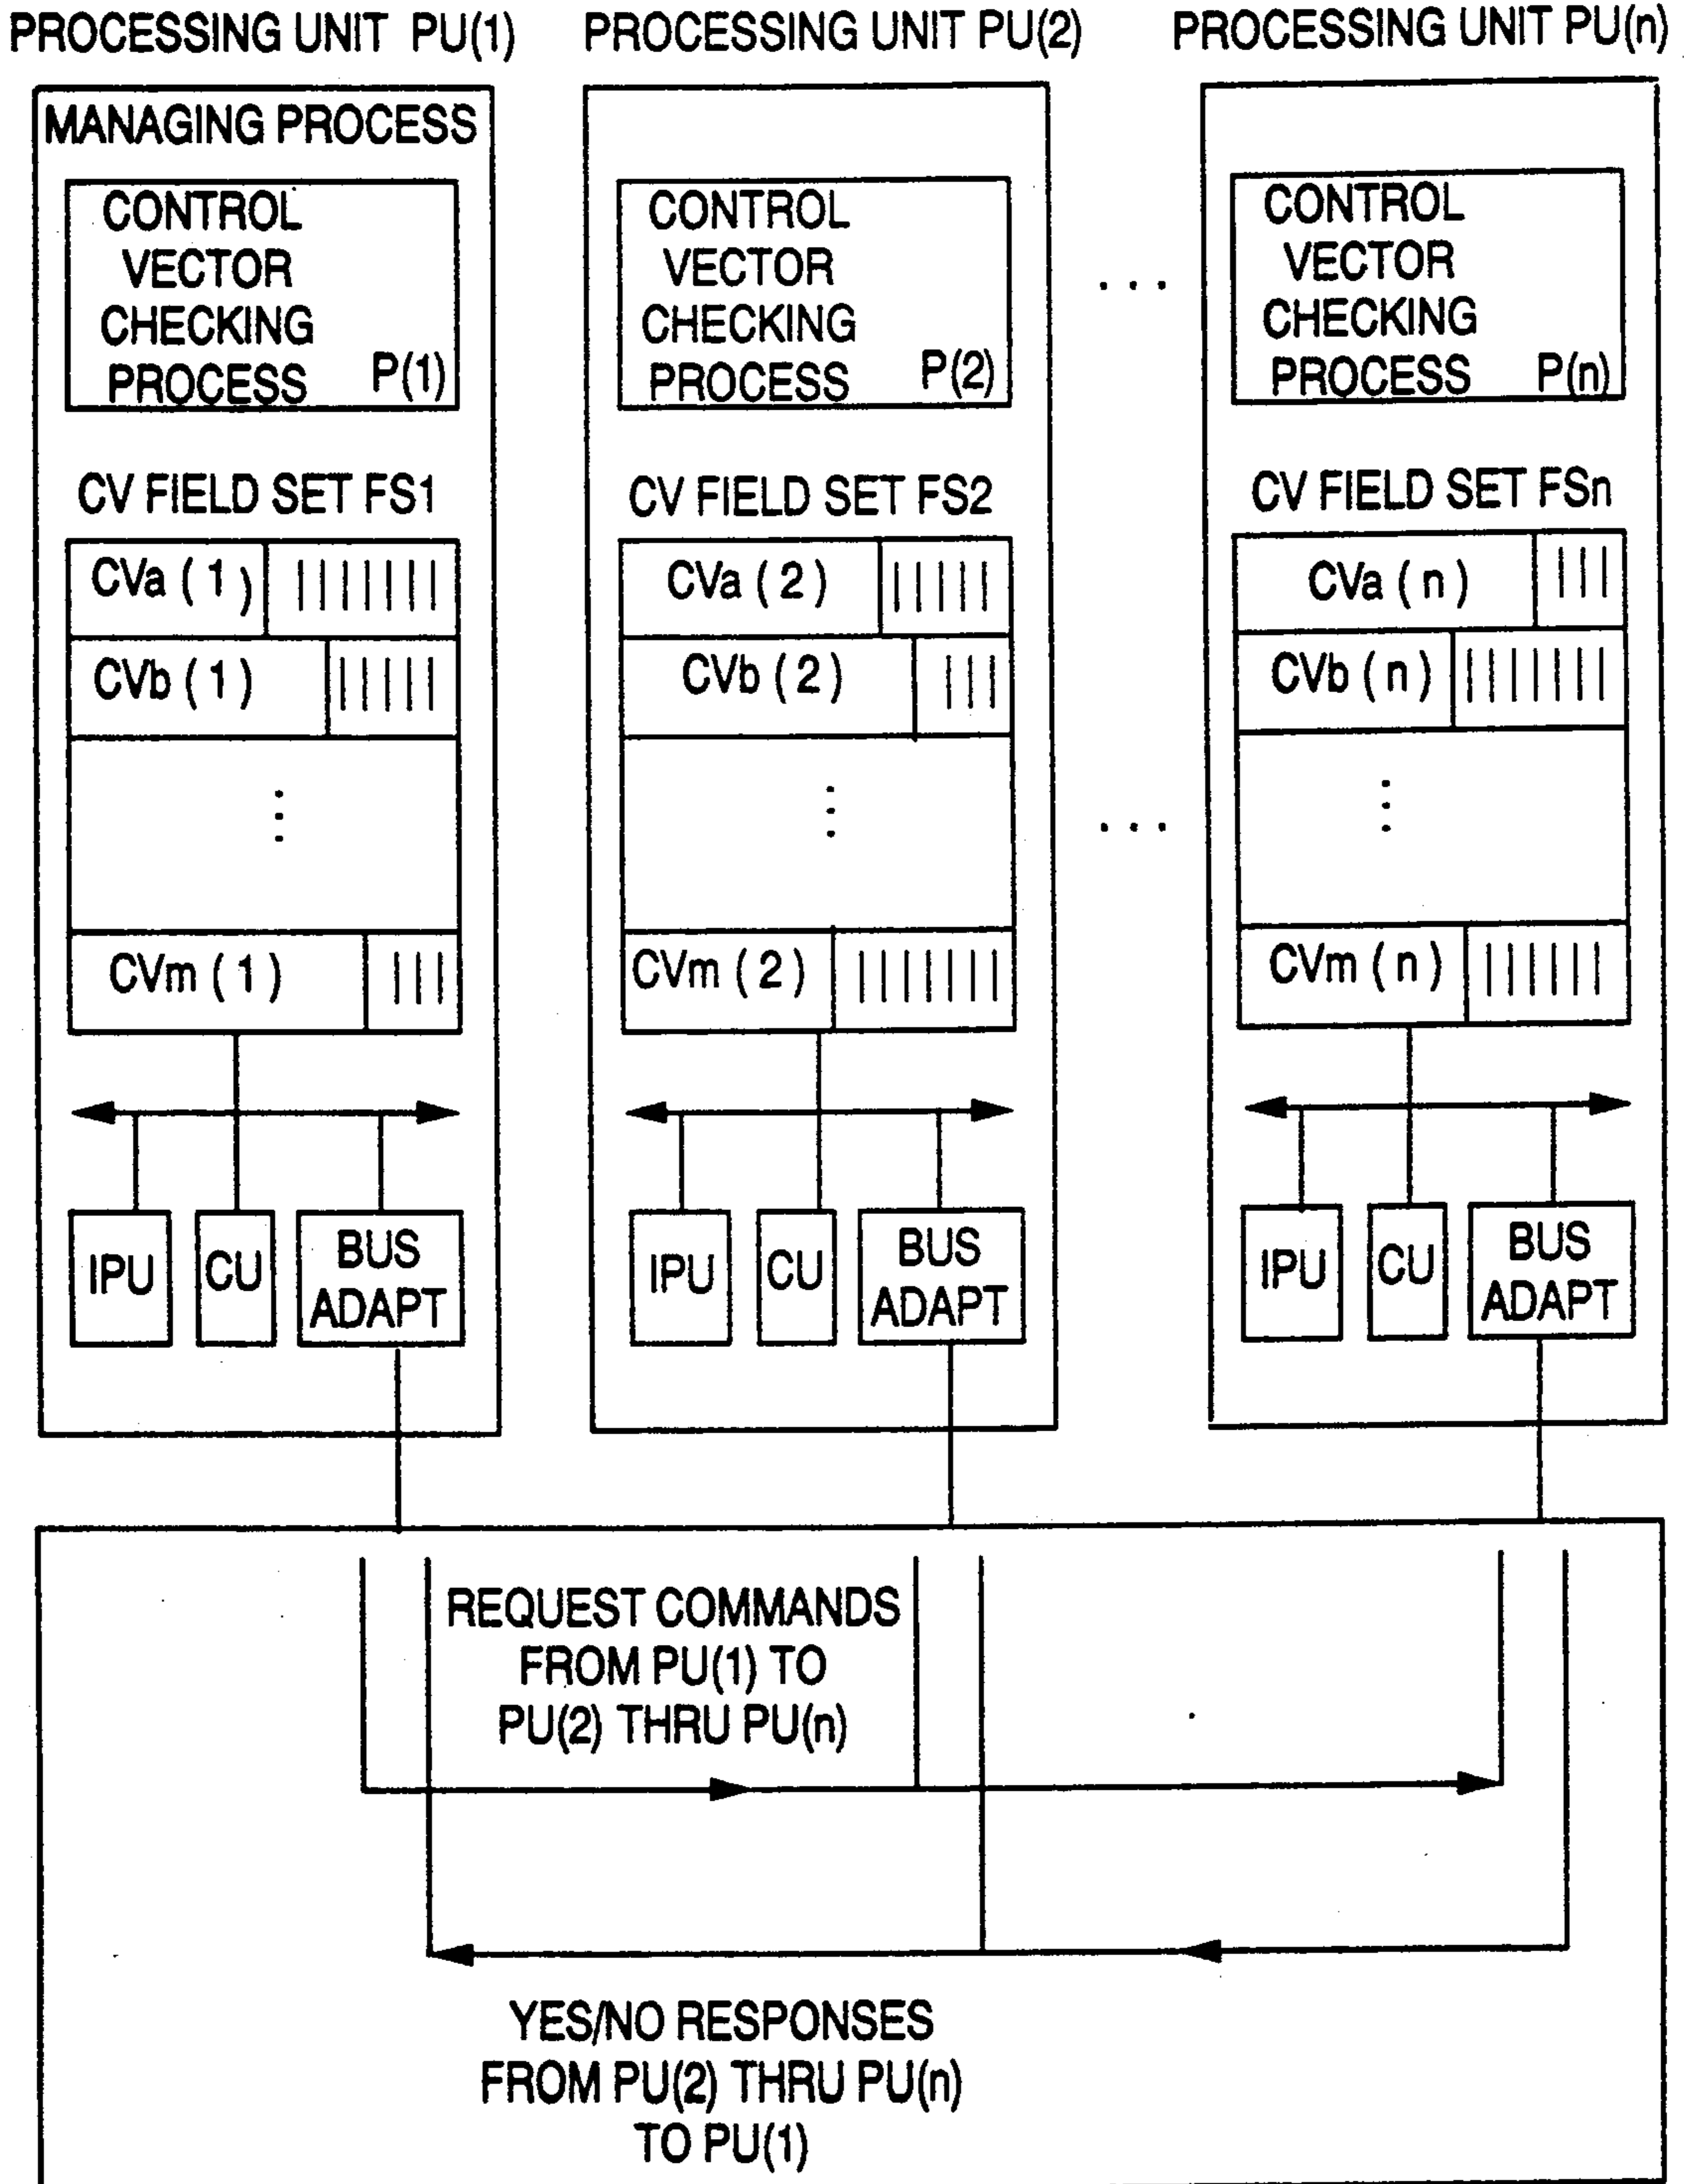 PROCESSING UNIT PU(1)
PROCESSING UNIT PU(2)
PROCESSING UNIT PU(n)
MANAGING PROCESS
CONTROL
VECTOR
CHECKING
PROCESS P(1)
CONTROL
VECTOR
CHECKING
PROCESS P(2)
. . .
CONTROL
VECTOR
CHECKING
PROCESS P(n)
CV FIELD SET FS1
CVa ( 1 )
CVb ( 1 )
⋮
CVm ( 1 )
CV FIELD SET FS2
CVa ( 2 )
CVb ( 2 )
⋮
CVm ( 2 )
. . .
CV FIELD SET FSn
CVa ( n )
CVb ( n )
⋮
CVm ( n )
IPU
CU
BUS
ADAPT
IPU
CU
BUS
ADAPT
IPU
CU
BUS
ADAPT
REQUEST COMMANDS
FROM PU(1) TO
PU(2) THRU PU(n)
YES/NO RESPONSES
FROM PU(2) THRU PU(n)
TO PU(1)